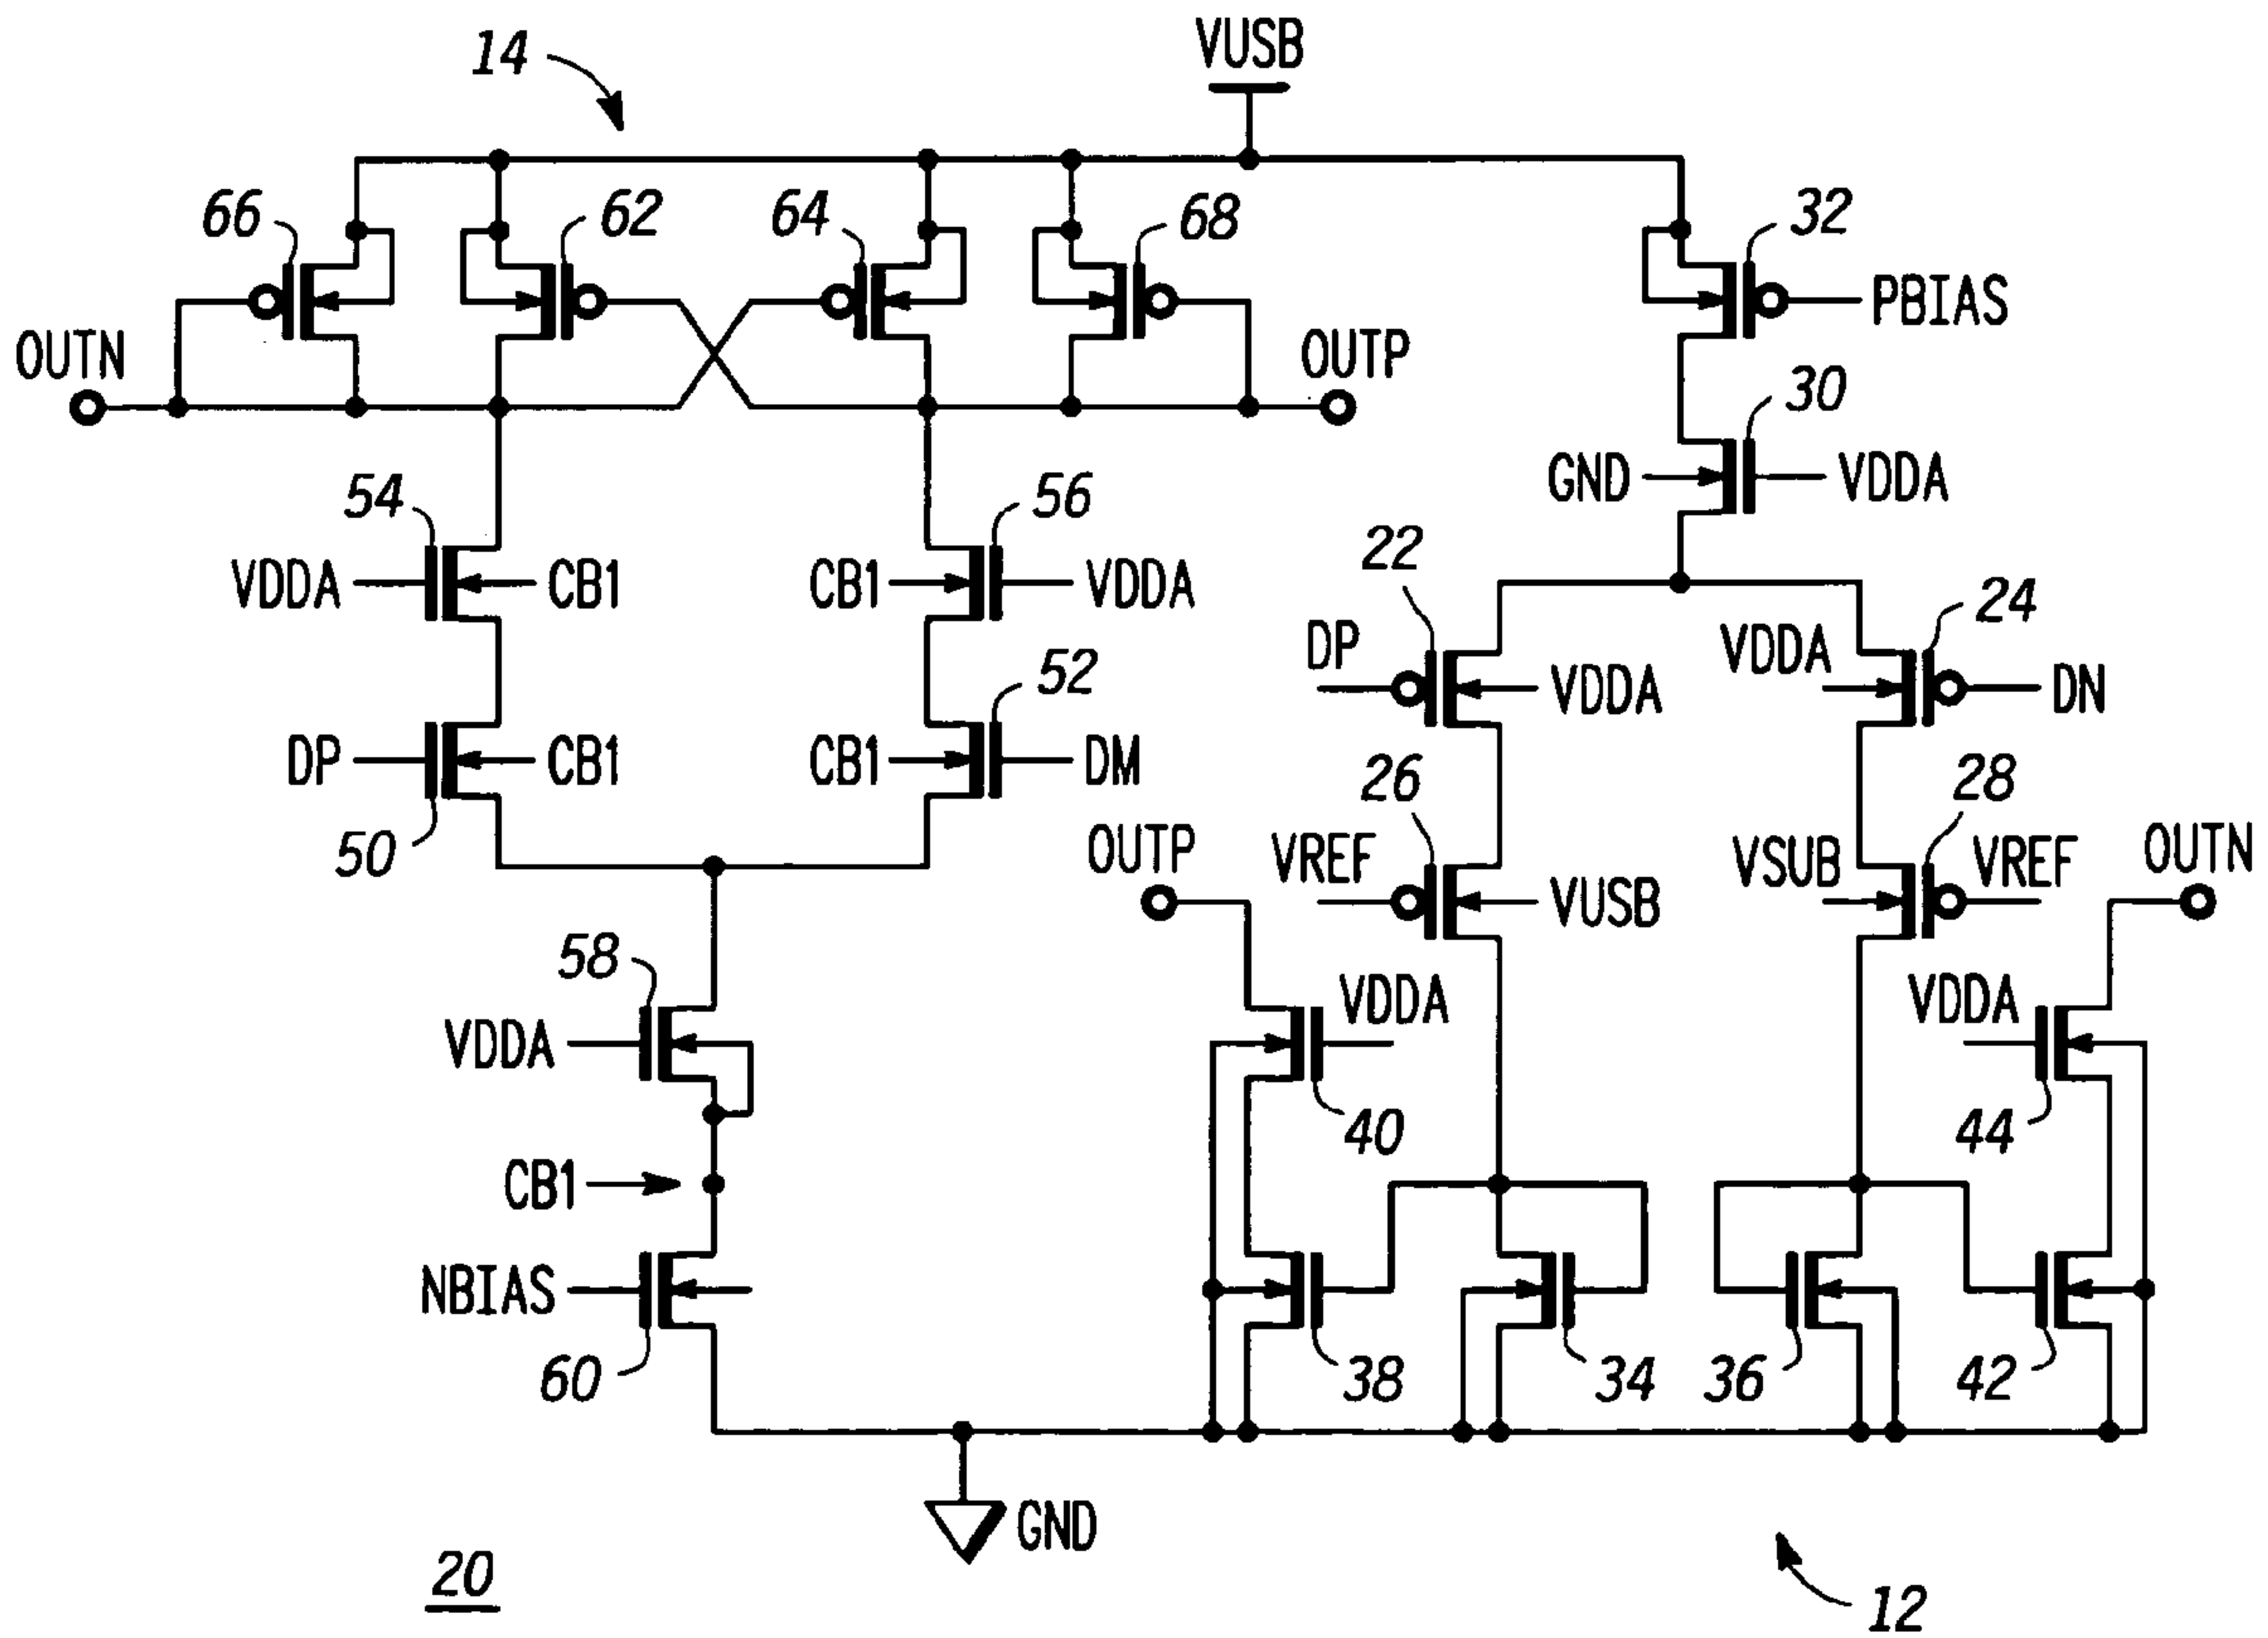 14
VUSB
66
62
64
68
32
PBIAS
OUTN
OUTP
30
54
56
GND
VDDA
22
VDDA
CB1
CB1
VDDA
24
DP
VDDA
52
VDDA
DN
DP
CB1
CB1
DM
26
28
50
OUTP
VREF
VSUB
VREF
OUTN
VUSB
58
VDDA
VDDA
VDDA
40
44
CB1
NBIAS
60
38
34
36
42
GND
20
12